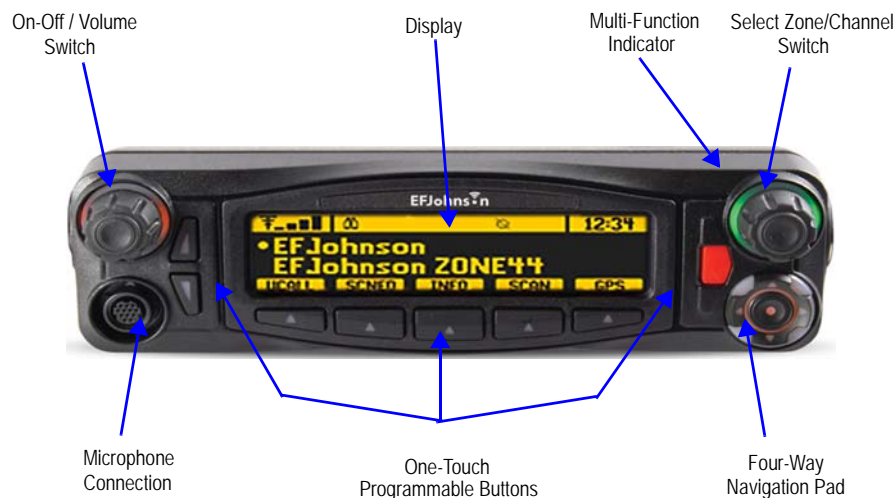 On-Off / Volume
Switch
Display
Multi-Function
Indicator
Select Zone/Channel
Switch
EFJohnson
12:34
EFJohnson
EFJohnson ZONE44
UCALL SCNED INFO SCAN GPS
Microphone
Connection
One-Touch
Programmable Buttons
Four-Way
Navigation Pad